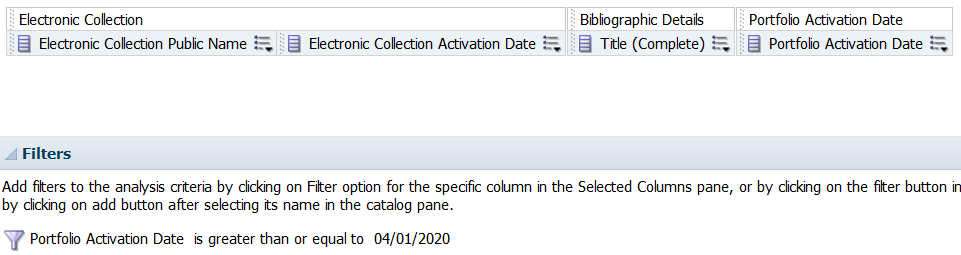 Electronic Collection
Bibliographic Details
Portfolio Activation Date
Electronic Collection Public Name
Electronic Collection Activation Date
Title (Complete)
Portfolio Activation Date
Filters
Add filters to the analysis criteria by clicking on Filter option for the specific column in the Selected Columns pane, or by clicking on the filter button in
by clicking on add button after selecting its name in the catalog pane.
Portfolio Activation Date is greater than or equal to 04/01/2020